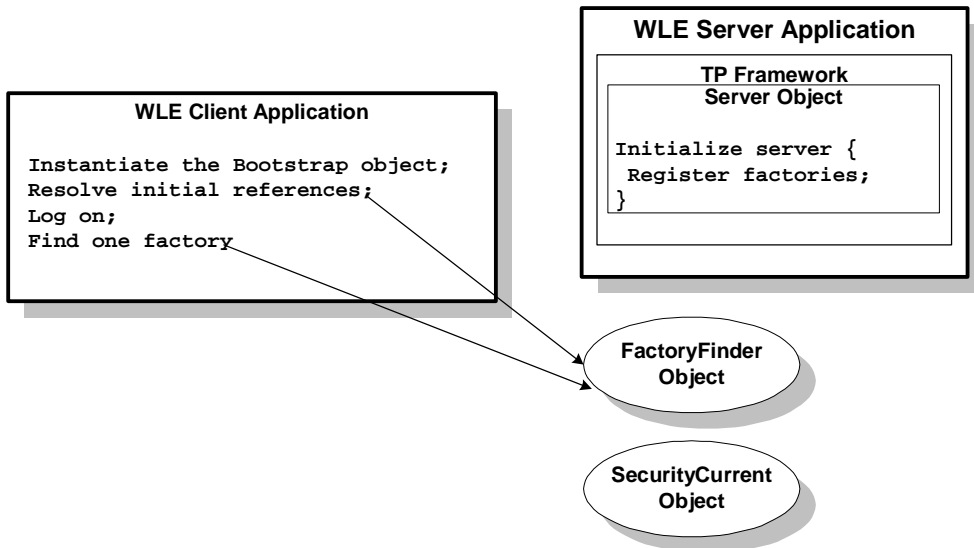 WLE Client Application
Instantiate the Bootstrap object;
Resolve initial references;
Log on;
Find one factory
WLE Server Application
TP Framework
Server Object
Initialize server {
Register factories;
}
FactoryFinder
Object
SecurityCurrent
Object